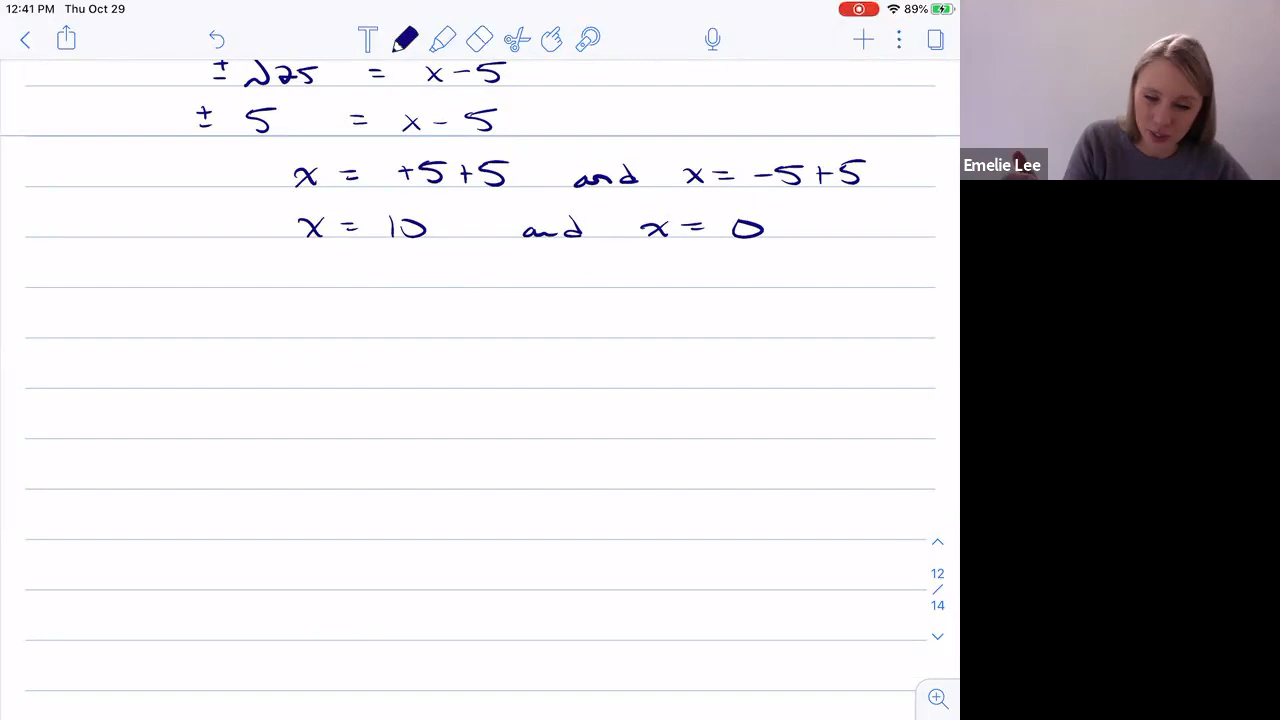 12:41 PM Thu Oct 29
89%
T
± √25 = x - 5
± 5 = x - 5
x = +5+5 and x = -5+5
x = 10 and x = 0
12
/
14
Emelie Lee